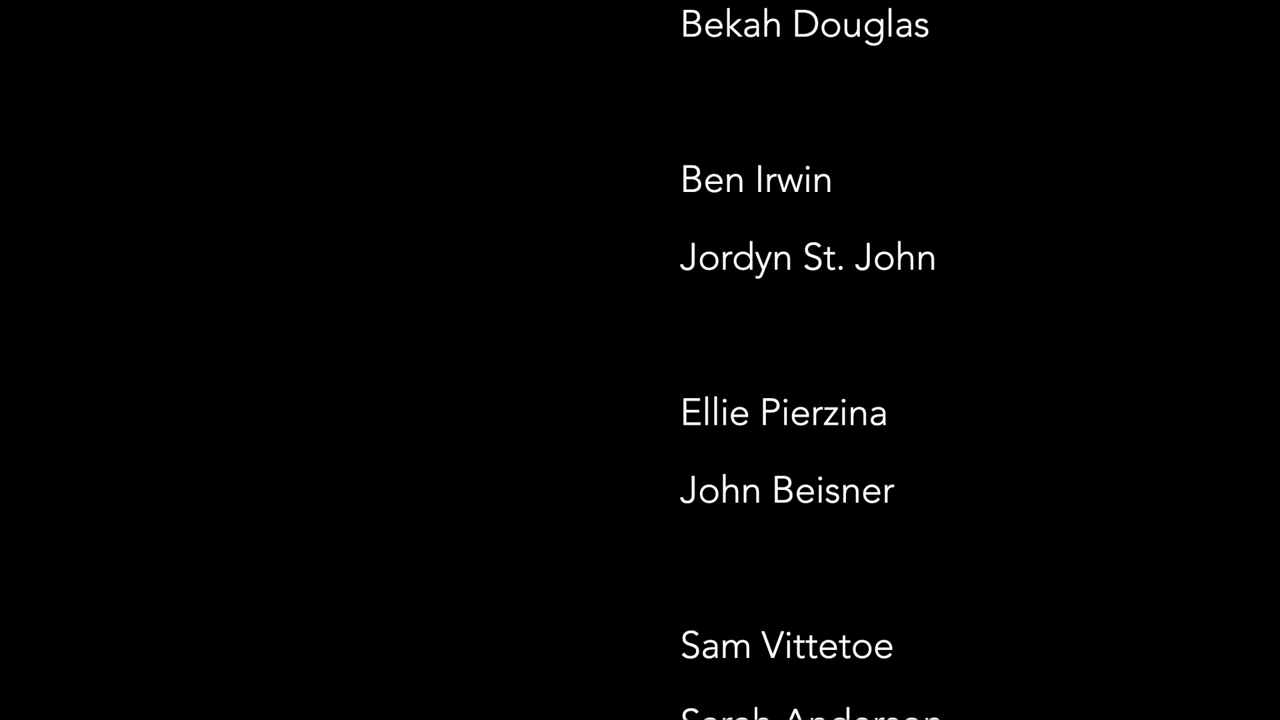 Bekah Douglas
Ben Irwin
Jordyn St. John
Ellie Pierzina
John Beisner
Sam Vittetoe